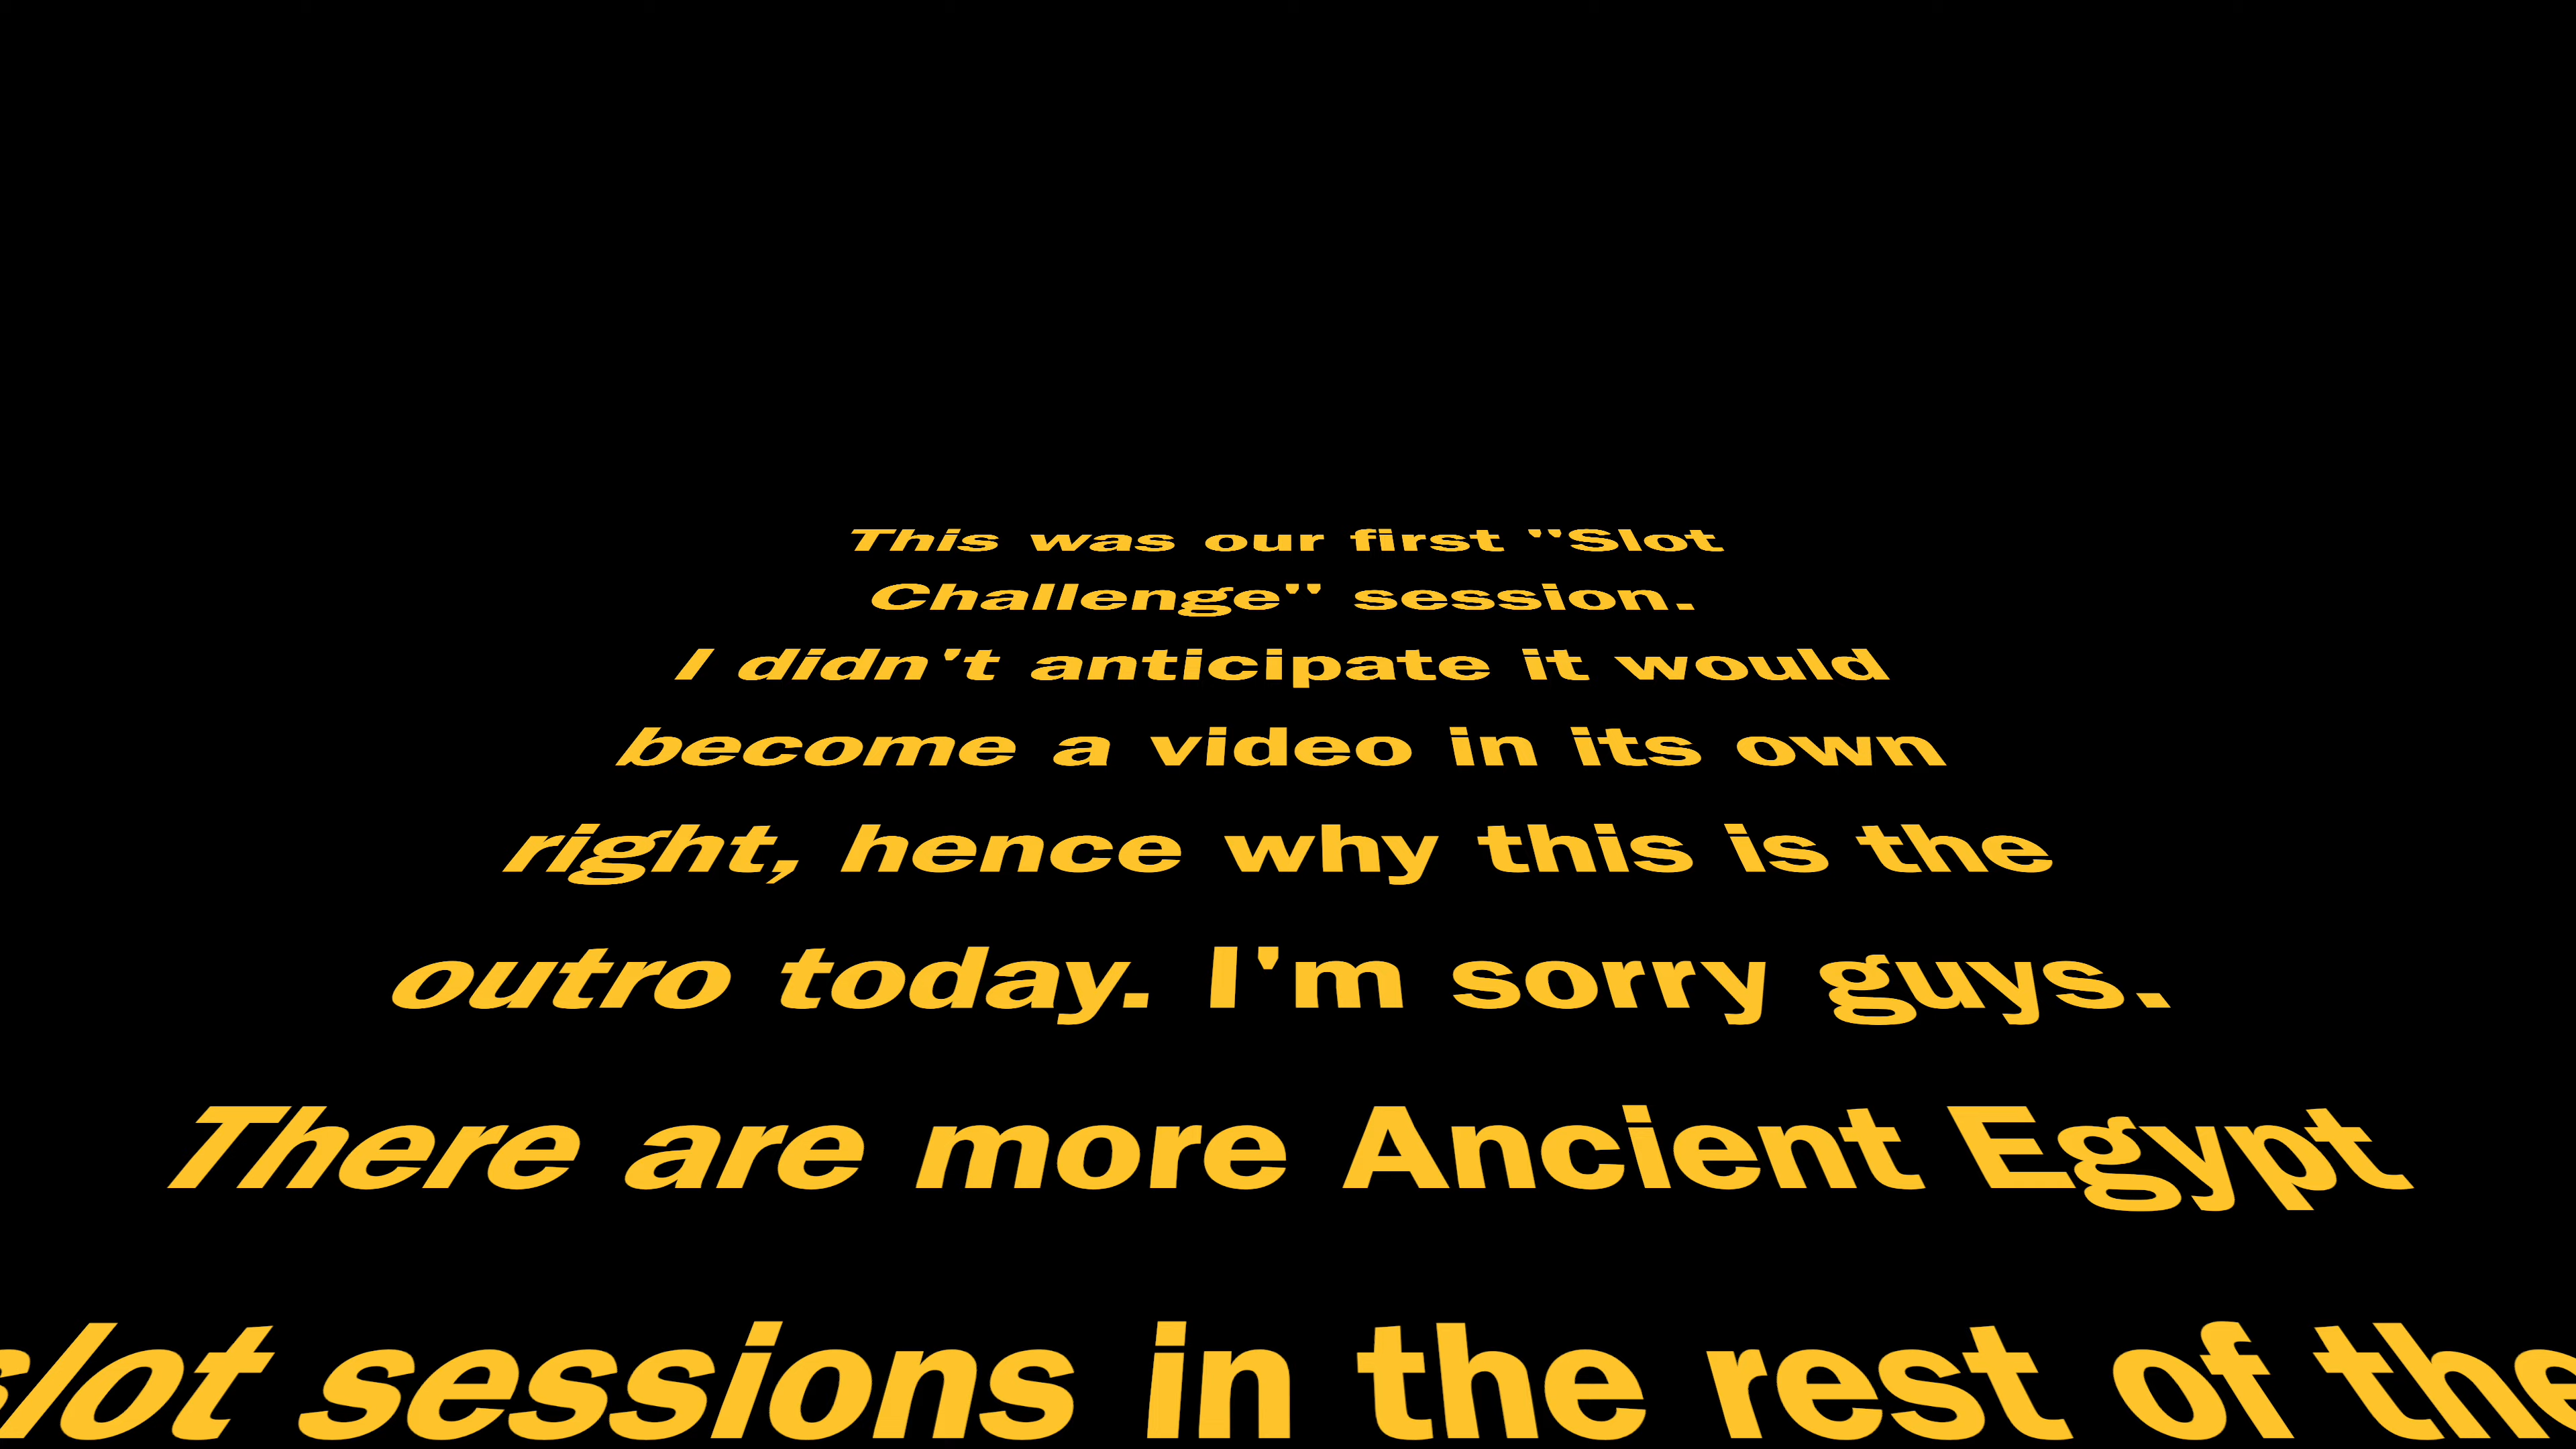 This was our first "Slot
Challenge" session.
I didn't anticipate it would
become a video in its own
right, hence why this is the
outro today. I'm sorry guys.
There are more Ancient Egypt
slot sessions in the rest of the